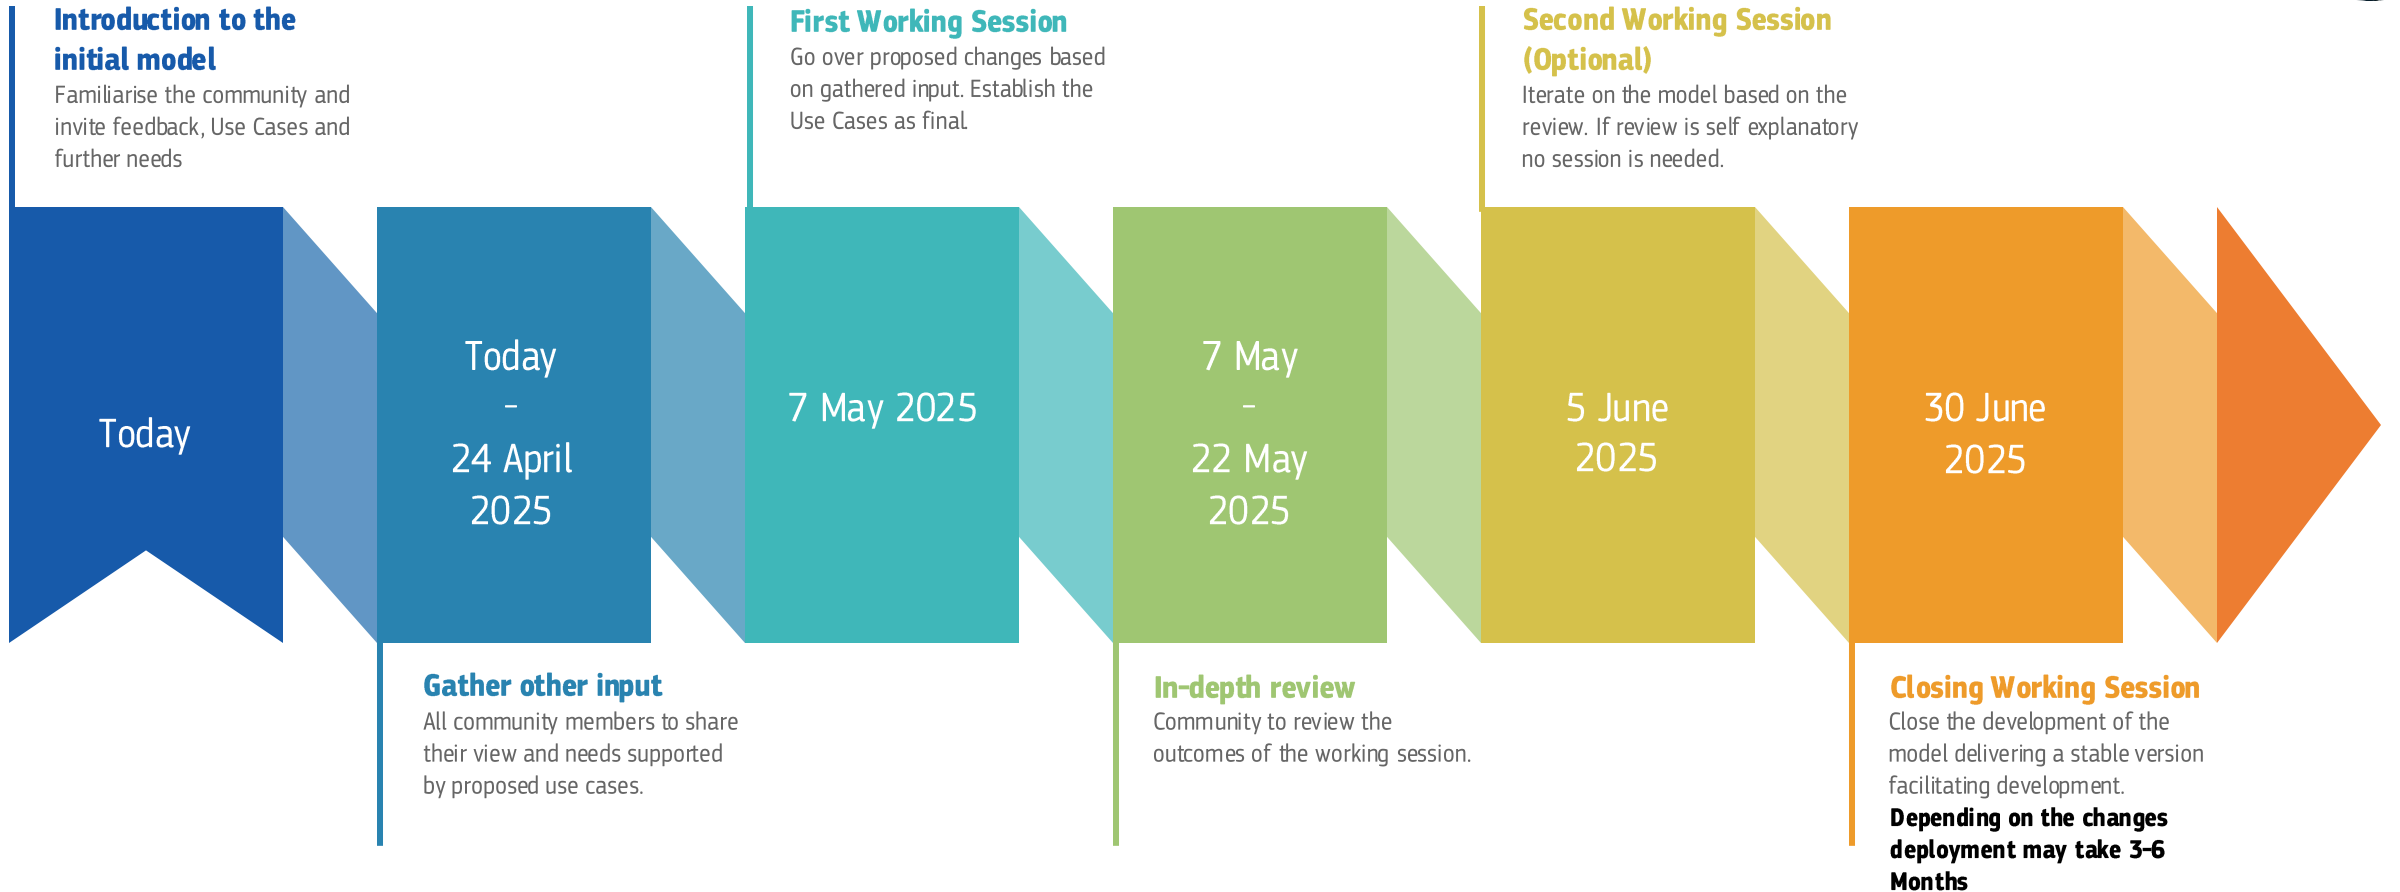 Introduction to the
initial model
Familiarise the community and
invite feedback, Use Cases and
further needs
Today
Today
-
24 April
2025
Gather other input
All community members to share
their view and needs supported
by proposed use cases.
First Working Session
Go over proposed changes based
on gathered input. Establish the
Use Cases as final.
7 May 2025
7 May
-
22 May
2025
In-depth review
Community to review the
outcomes of the working session.
Second Working Session
(Optional)
Iterate on the model based on the
review. If review is self explanatory
no session is needed.
5 June
2025
30 June
2025
Closing Working Session
Close the development of the
model delivering a stable version
facilitating development.
Depending on the changes
deployment may take 3-6
Months